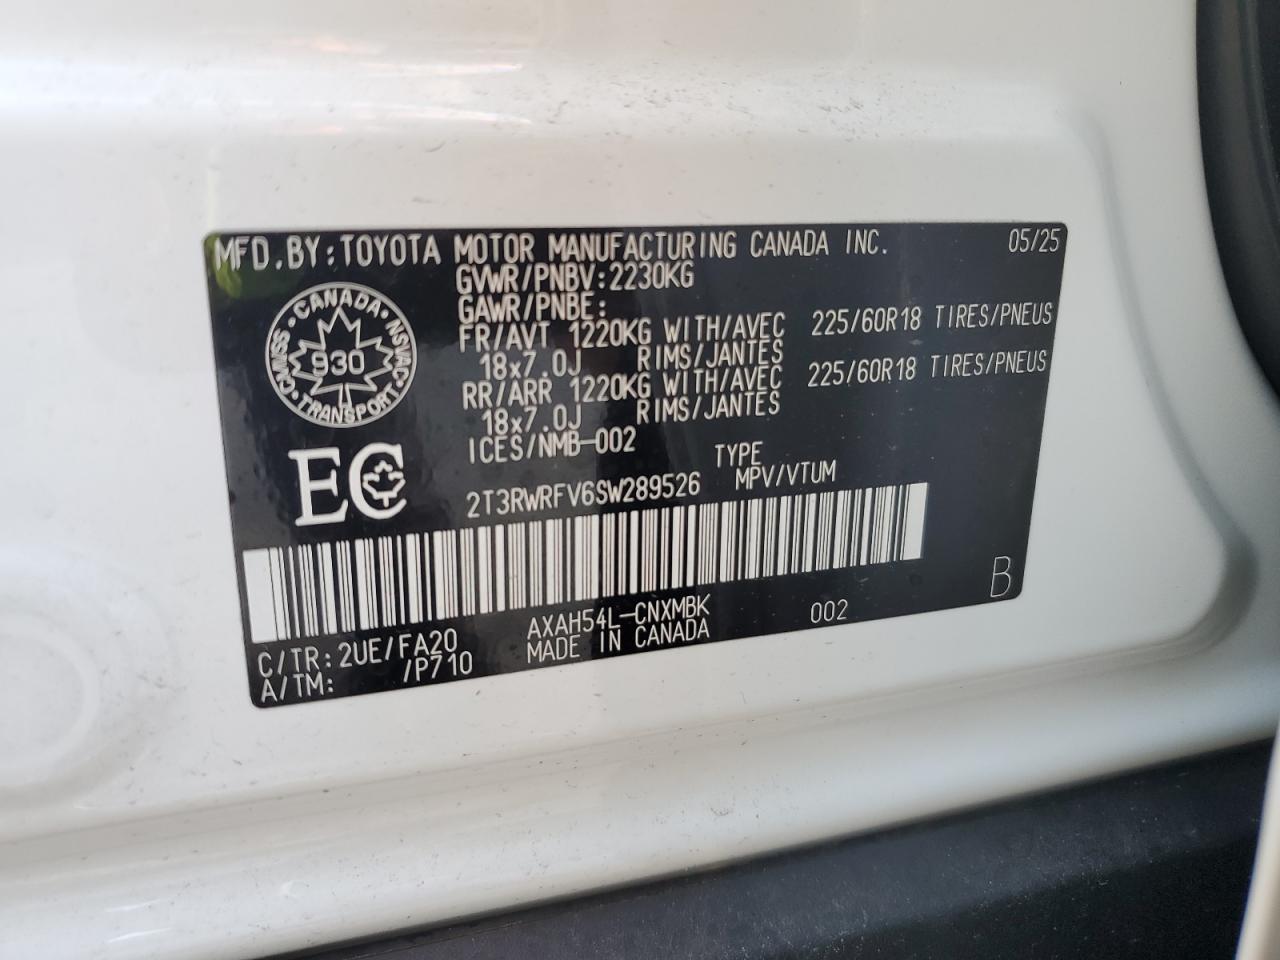 MFD.BY:TOYOTA MOTOR MANUFACTURING CANADA INC. 05/25
GVWR/PNBV:2230KG
GAWR/PNBE:
FR/AVT 1220KG WITH/AVEC 225/60R18 TIRES/PNEUS
18x7.0J RIMS/JANTES
RR/ARR 1220KG WITH/AVEC 225/60R18 TIRES/PNEUS
18x7.0J RIMS/JANTES
ICES/NMB-002
CANADA
CMVSS 930 NSVAC
TRANSPORT
EC
TYPE
2T3RWRFV6SW289526 MPV/VTUM
B
AXAH54L-CNXMBK 002
C/TR:2UE/FA20 MADE IN CANADA
A/TM: /P710